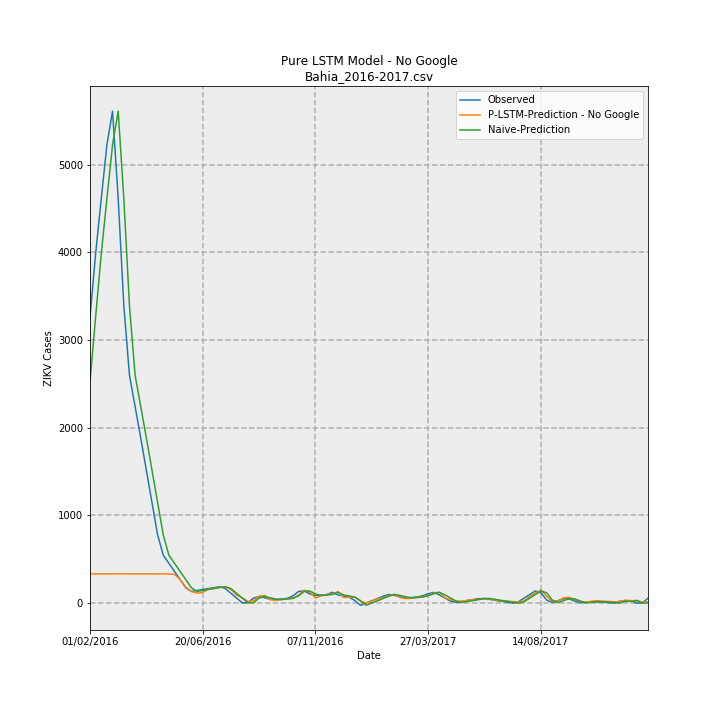 Pure LSTM Model - No Google
Bahia_2016-2017.csv
Observed
P-LSTM-Prediction - No Google
Naive-Prediction
ZIKV Cases
5000
4000
3000
2000
1000
0
01/02/2016
20/06/2016
07/11/2016
27/03/2017
14/08/2017
Date